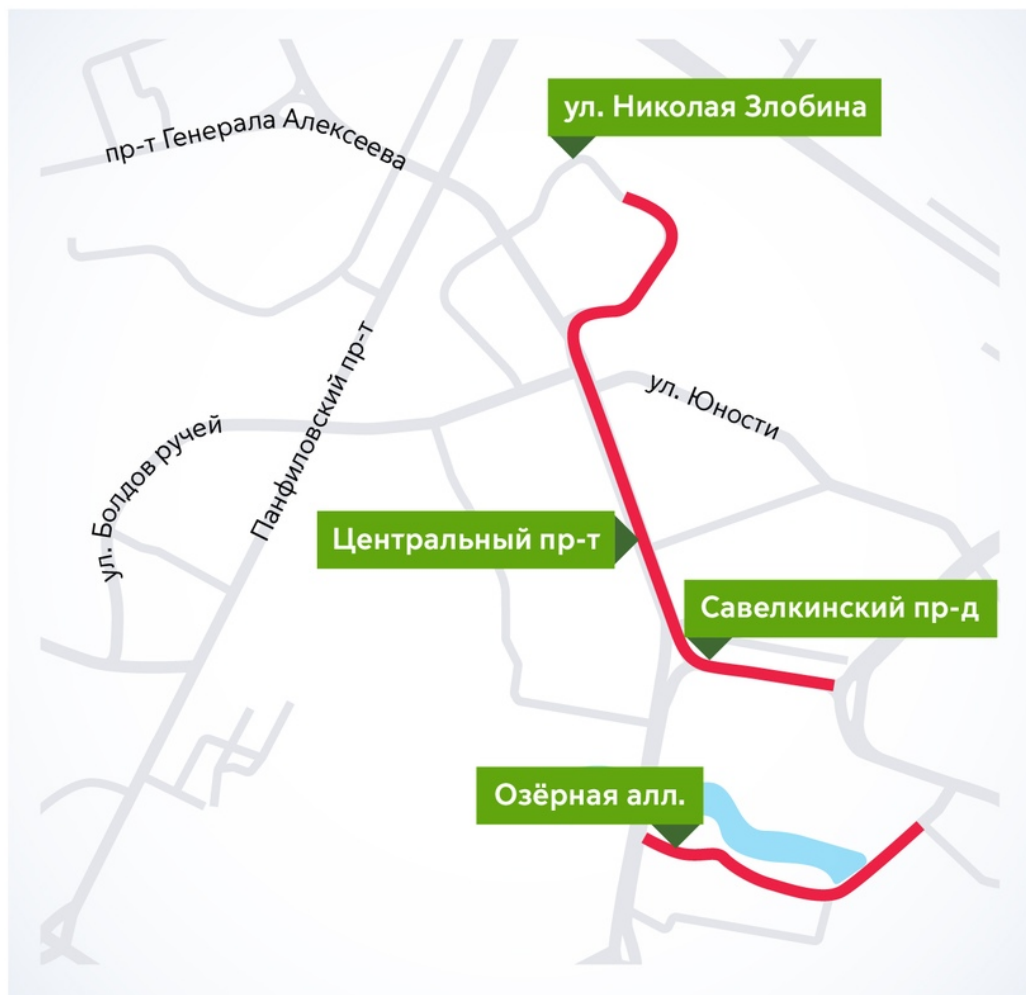 ул. Николая Злобина
пр-т Генерала Алексеева
Панфиловский пр-т
ул. Юности
ул. Болдов ручей
Центральный пр-т
Савелкинский пр-д
Озёрная алл.